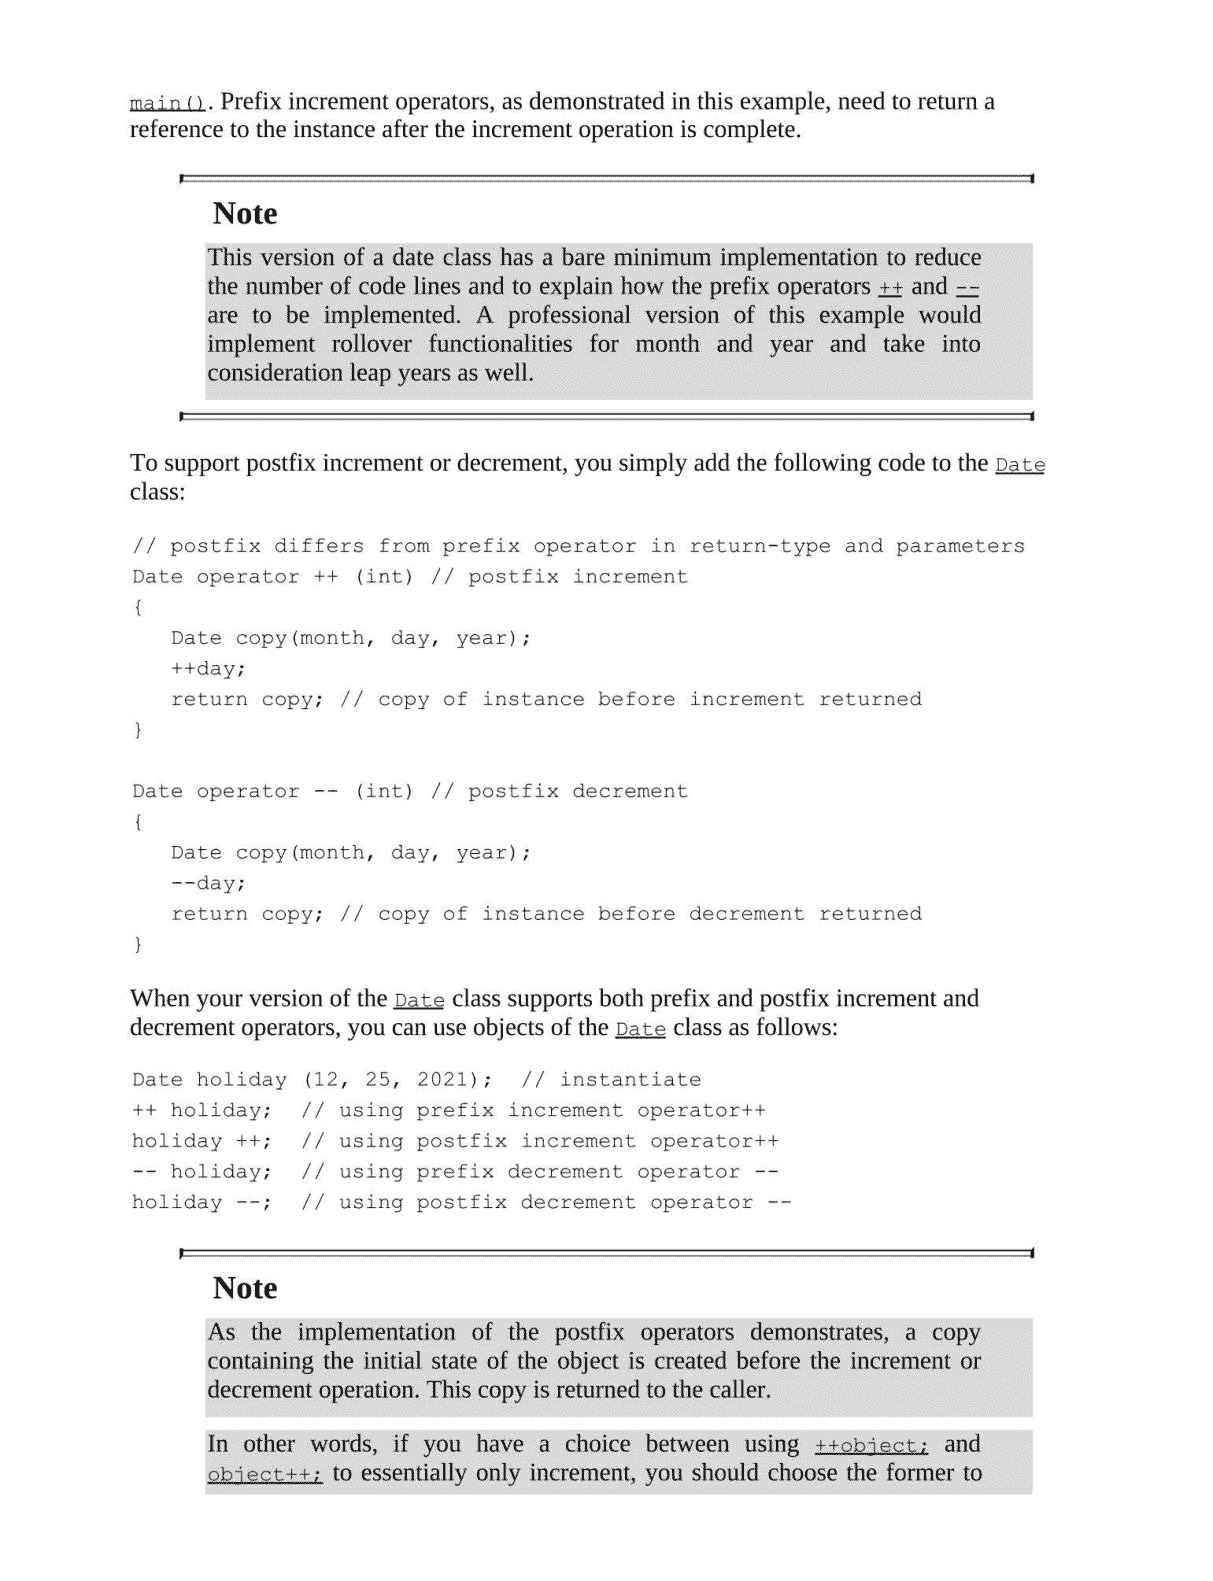 main(). Prefix increment operators, as demonstrated in this example, need to return a
reference to the instance after the increment operation is complete.
Note
This version of a date class has a bare minimum implementation to reduce
the number of code lines and to explain how the prefix operators ++ and --
are to be implemented. A professional version of this example would
implement rollover functionalities for month and year and take into
consideration leap years as well.
To support postfix increment or decrement, you simply add the following code to the Date
class:
// postfix differs from prefix operator in return-type and parameters
Date operator ++ (int) // postfix increment
{
   Date copy(month, day, year);
   ++day;
   return copy; // copy of instance before increment returned
}
Date operator -- (int) // postfix decrement
{
   Date copy(month, day, year);
   --day;
   return copy; // copy of instance before decrement returned
}
When your version of the Date class supports both prefix and postfix increment and
decrement operators, you can use objects of the Date class as follows:
Date holiday (12, 25, 2021);  // instantiate
++ holiday;  // using prefix increment operator++
holiday ++;  // using postfix increment operator++
-- holiday;  // using prefix decrement operator --
holiday --;  // using postfix decrement operator --
Note
As the implementation of the postfix operators demonstrates, a copy
containing the initial state of the object is created before the increment or
decrement operation. This copy is returned to the caller.
In other words, if you have a choice between using ++object; and
object++; to essentially only increment, you should choose the former to